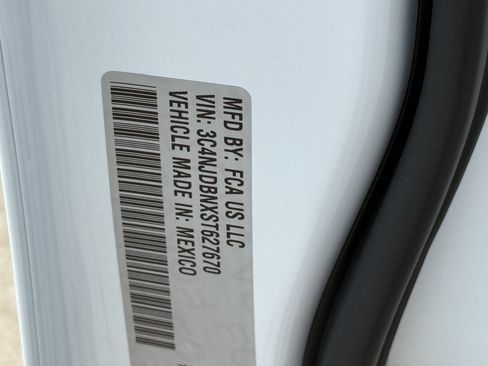 MFD BY: FCA US LLC
VIN: 3C4NJDBNXST627670
VEHICLE MADE IN: MEXICO